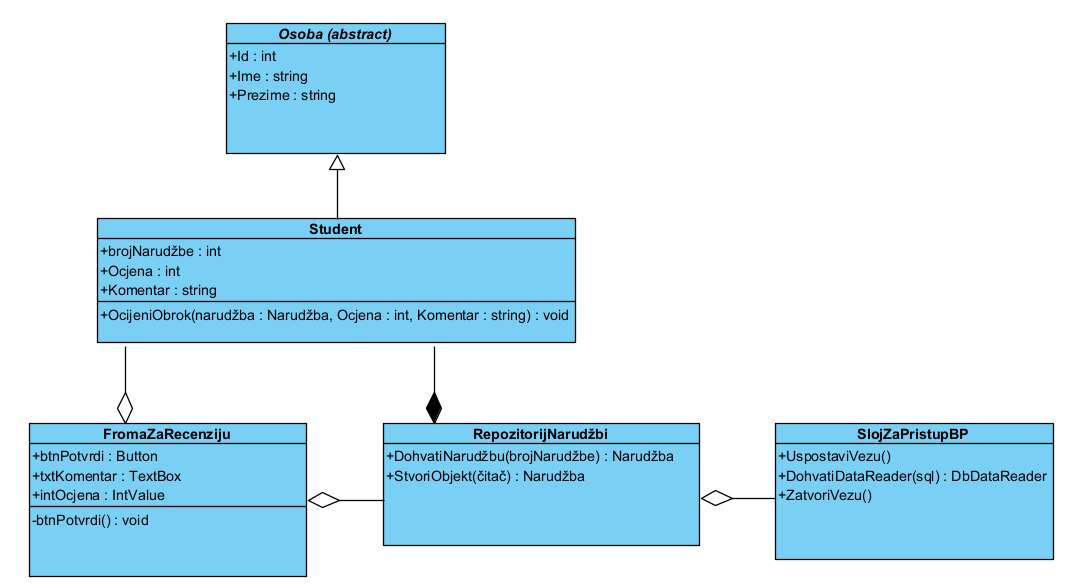 Osoba (abstract)
+Id : int
+Ime : string
+Prezime : string
Student
+brojNarudžbe : int
+Ocjena : int
+Komentar : string
+OcijeniObrok(narudžba : Narudžba, Ocjena : int, Komentar : string) : void
FromaZaRecenziju
+btnPotvrdi : Button
+txtKomentar : TextBox
+intOcjena : IntValue
-btnPotvrdi() : void
RepozitorijNarudžbi
+DohvatiNarudžbu(brojNarudžbe) : Narudžba
+StvoriObjekt(čitač) : Narudžba
SlojZaPristupBP
+UspostaviVezu()
+DohvatiDataReader(sql) : DbDataReader
+ZatvoriVezu()